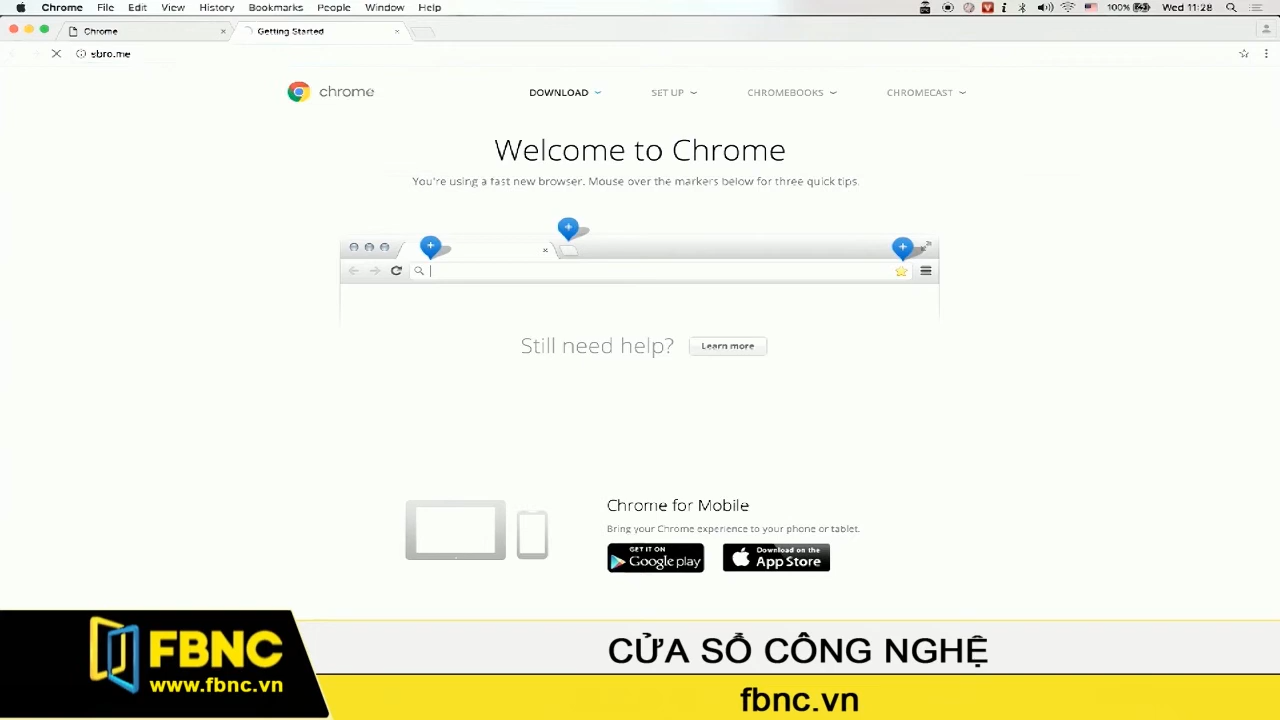 Chrome File Edit View History Bookmarks People Window Help 100% Wed 11:28
Chrome Getting Started
sbro.me
chrome DOWNLOAD SET UP CHROMEBOOKS CHROMECAST
Welcome to Chrome
You're using a fast new browser. Mouse over the markers below for three quick tips.
Still need help? Learn more
Chrome for Mobile
Bring your Chrome experience to your phone or tablet.
GET IT ON
Google play
Download on the
App Store
FBNC
www.fbnc.vn
CỬA SỔ CÔNG NGHỆ
fbnc.vn